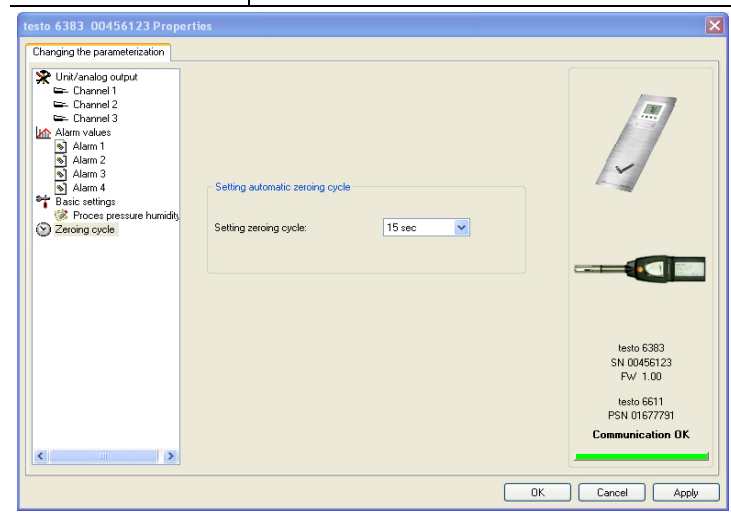 testo 6383 00456123 Properties
Changing the parameterization
Unit/analog output
Channel 1
Channel 2
Channel 3
Alarm values
Alarm 1
Alarm 2
Alarm 3
Alarm 4
Basic settings
Proces pressure humidity
Zeroing cycle
Setting automatic zeroing cycle
Setting zeroing cycle:
15 sec
testo 6383
SN 00456123
FW 1.00
testo 6611
PSN 01677791
Communication OK
OK
Cancel
Apply